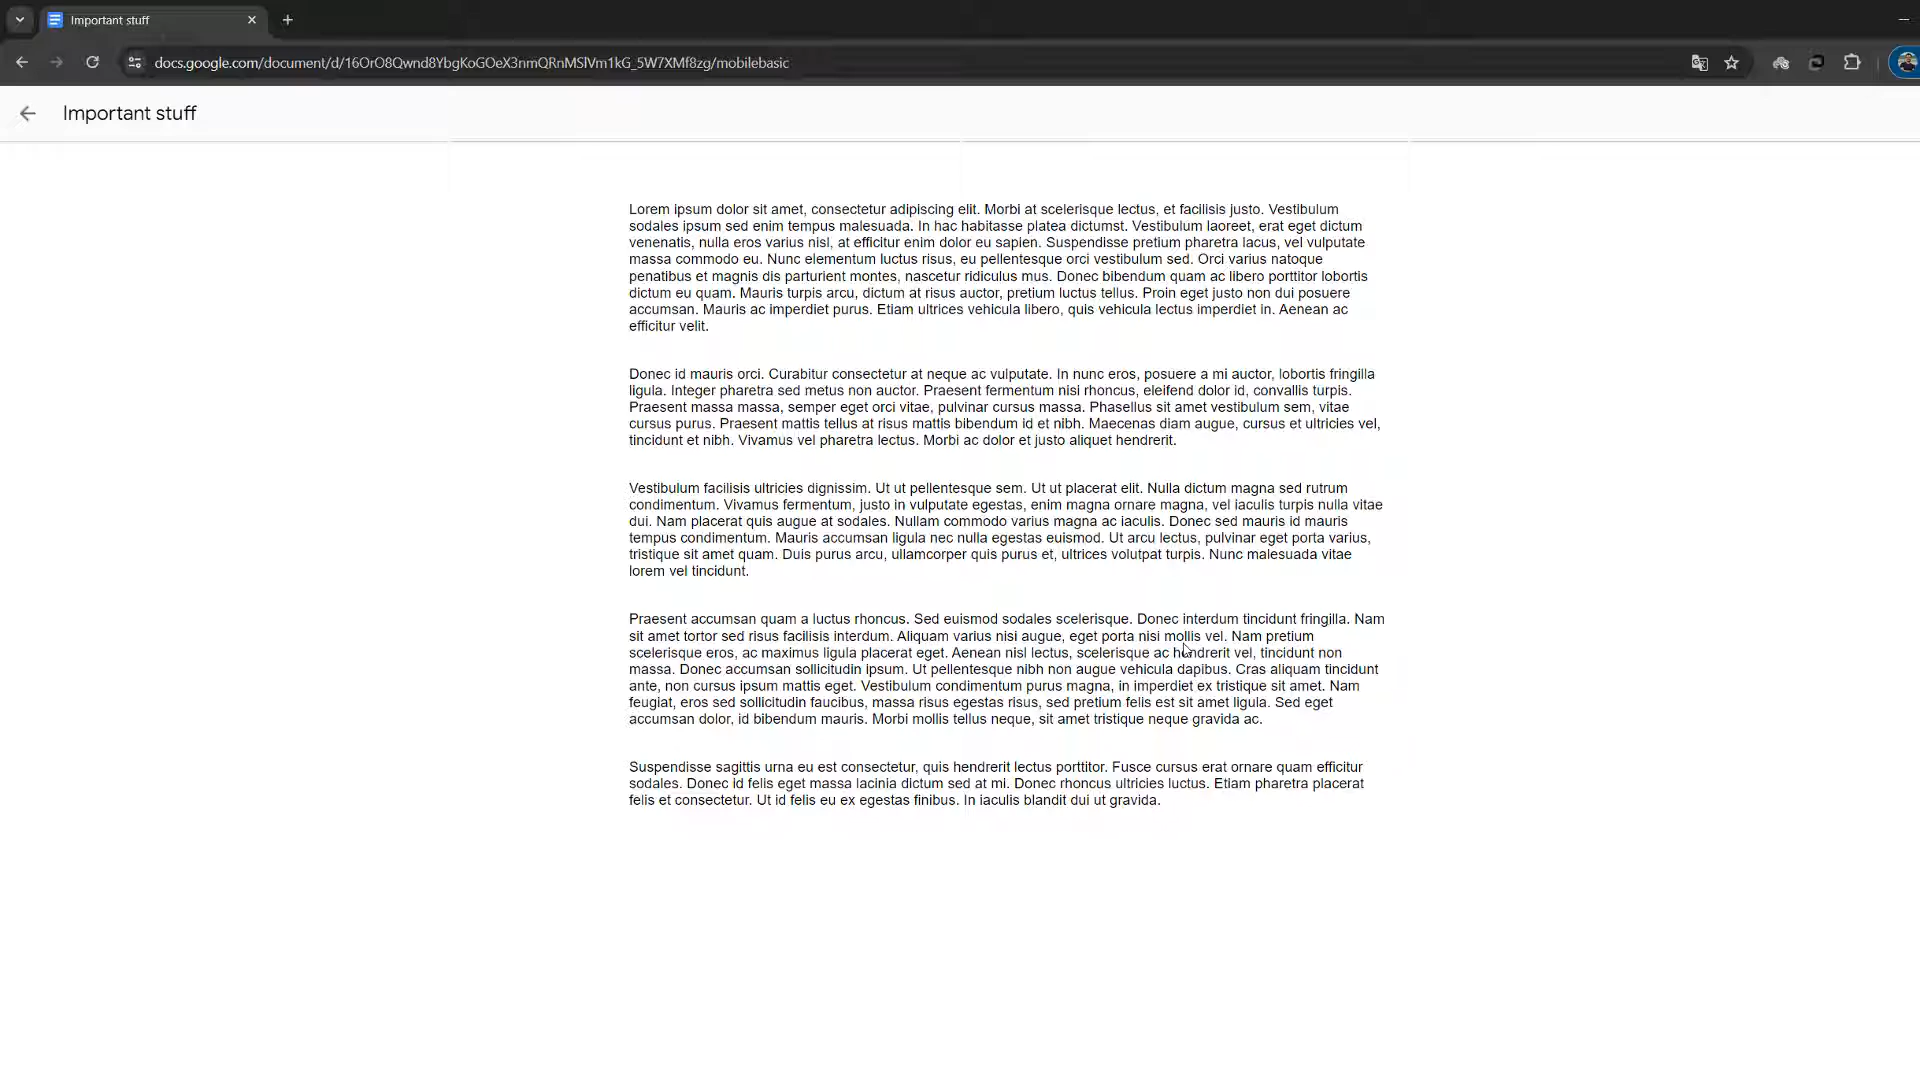 Important stuff
docs.google.com/document/d/16OrO8Qwnd8YbgKoGOeX3nmQRnMSlVm1kG_5W7XMf8zg/mobilebasic
Important stuff
Lorem ipsum dolor sit amet, consectetur adipiscing elit. Morbi at scelerisque lectus, et facilisis justo. Vestibulum
sodales ipsum sed enim tempus malesuada. In hac habitasse platea dictumst. Vestibulum laoreet, erat eget dictum
venenatis, nulla eros varius nisl, at efficitur enim dolor eu sapien. Suspendisse pretium pharetra lacus, vel vulputate
massa commodo eu. Nunc elementum luctus risus, eu pellentesque orci vestibulum sed. Orci varius natoque
penatibus et magnis dis parturient montes, nascetur ridiculus mus. Donec bibendum quam ac libero porttitor lobortis
dictum eu quam. Mauris turpis arcu, dictum at risus auctor, pretium luctus tellus. Proin eget justo non dui posuere
accumsan. Mauris ac imperdiet purus. Etiam ultrices vehicula libero, quis vehicula lectus imperdiet in. Aenean ac
efficitur velit.
Donec id mauris orci. Curabitur consectetur at neque ac vulputate. In nunc eros, posuere a mi auctor, lobortis fringilla
ligula. Integer pharetra sed metus non auctor. Praesent fermentum nisi rhoncus, eleifend dolor id, convallis turpis.
Praesent massa massa, semper eget orci vitae, pulvinar cursus massa. Phasellus sit amet vestibulum sem, vitae
cursus purus. Praesent mattis tellus at risus mattis bibendum id et nibh. Maecenas diam augue, cursus et ultricies vel,
tincidunt et nibh. Vivamus vel pharetra lectus. Morbi ac dolor et justo aliquet hendrerit.
Vestibulum facilisis ultricies dignissim. Ut ut pellentesque sem. Ut ut placerat elit. Nulla dictum magna sed rutrum
condimentum. Vivamus fermentum, justo in vulputate egestas, enim magna ornare magna, vel iaculis turpis nulla vitae
dui. Nam placerat quis augue at sodales. Nullam commodo varius magna ac iaculis. Donec sed mauris id mauris
tempus condimentum. Mauris accumsan ligula nec nulla egestas euismod. Ut arcu lectus, pulvinar eget porta varius,
tristique sit amet quam. Duis purus arcu, ullamcorper quis purus et, ultrices volutpat turpis. Nunc malesuada vitae
lorem vel tincidunt.
Praesent accumsan quam a luctus rhoncus. Sed euismod sodales scelerisque. Donec interdum tincidunt fringilla. Nam
sit amet tortor sed risus facilisis interdum. Aliquam varius nisi augue, eget porta nisi mollis vel. Nam pretium
scelerisque eros, ac maximus ligula placerat eget. Aenean nisl lectus, scelerisque ac hendrerit vel, tincidunt non
massa. Donec accumsan sollicitudin ipsum. Ut pellentesque nibh non augue vehicula dapibus. Cras aliquam tincidunt
ante, non cursus ipsum mattis eget. Vestibulum condimentum purus magna, in imperdiet ex tristique sit amet. Nam
feugiat, eros sed sollicitudin faucibus, massa risus egestas risus, sed pretium felis est sit amet ligula. Sed eget
accumsan dolor, id bibendum mauris. Morbi mollis tellus neque, sit amet tristique neque gravida ac.
Suspendisse sagittis urna eu est consectetur, quis hendrerit lectus porttitor. Fusce cursus erat ornare quam efficitur
sodales. Donec id felis eget massa lacinia dictum sed at mi. Donec rhoncus ultricies luctus. Etiam pharetra placerat
felis et consectetur. Ut id felis eu ex egestas finibus. In iaculis blandit dui ut gravida.